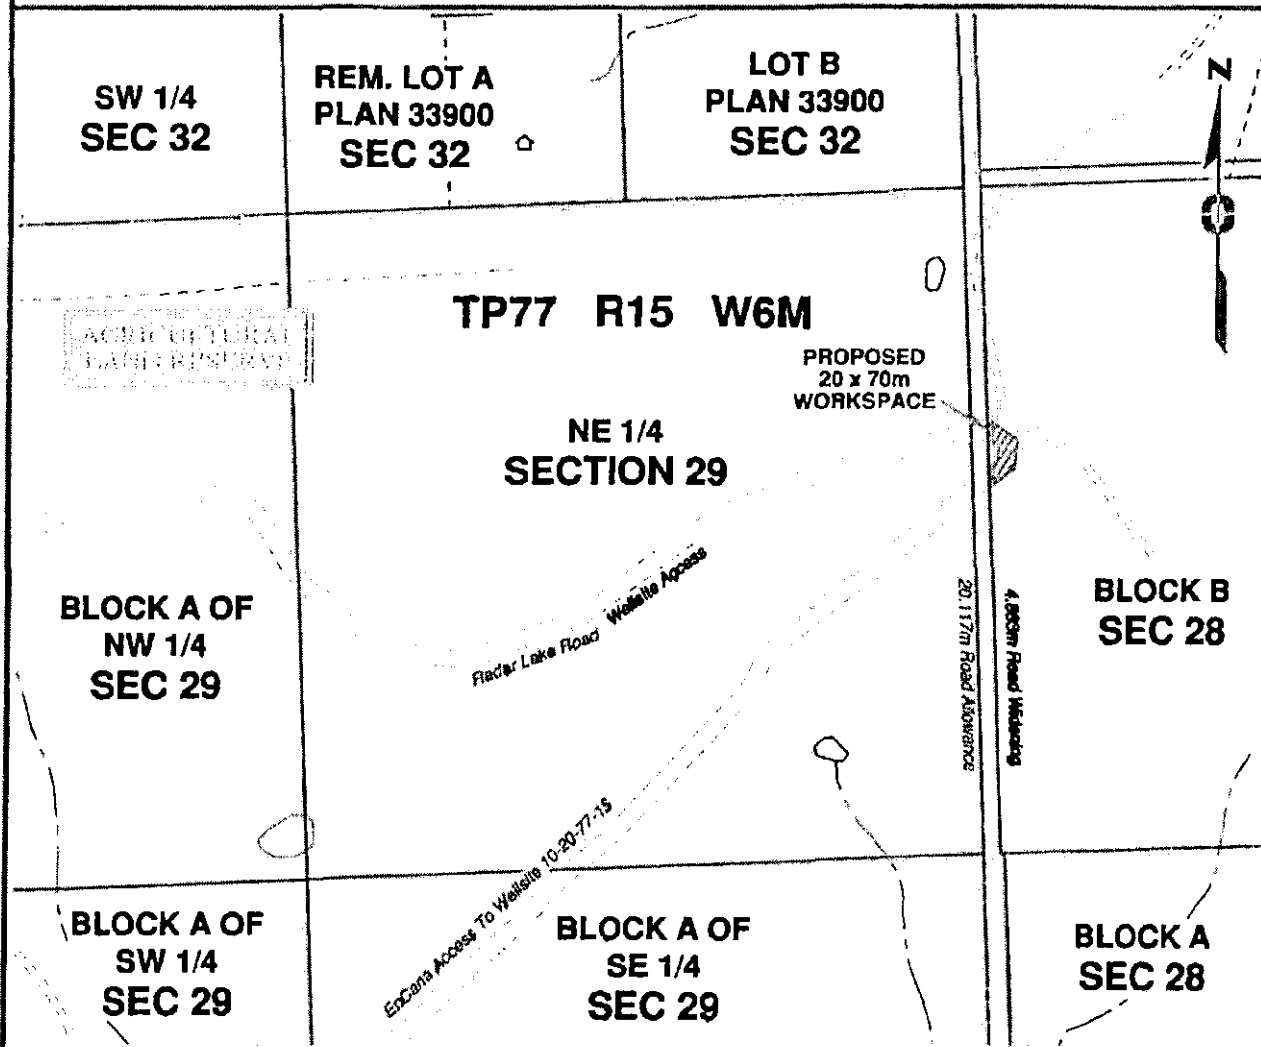 SW 1/4
SEC 32
REM. LOT A
PLAN 33900
SEC 32
LOT B
PLAN 33900
SEC 32
N
TP77 R15 W6M
AGRICULTURAL
LAND RESERVE
PROPOSED
20 x 70m
WORKSPACE
NE 1/4
SECTION 29
BLOCK A OF
NW 1/4
SEC 29
Radar Lake Road Wellsite Access
20.117m Road Allowance
Road Widening
BLOCK B
SEC 28
EnCana Access To Wellsite 10-20-77-15
BLOCK A OF
SW 1/4
SEC 29
BLOCK A OF
SE 1/4
SEC 29
BLOCK A
SEC 28